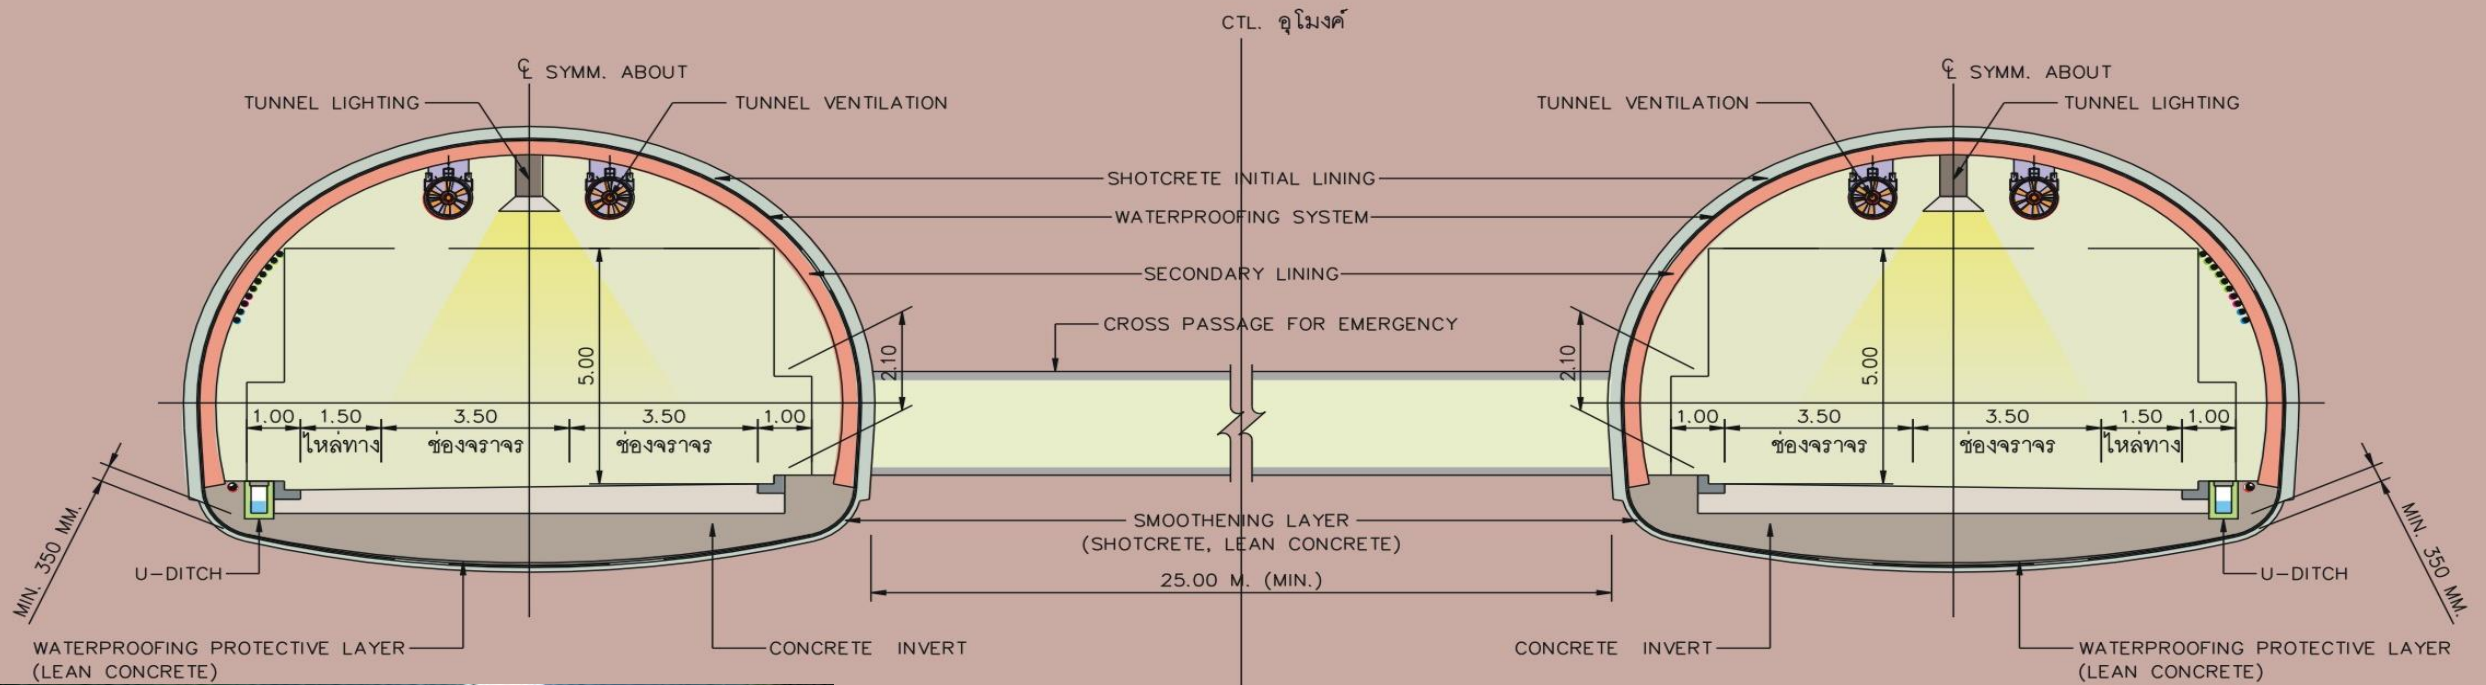 CTL. อุโมงค์
℄ SYMM. ABOUT
℄ SYMM. ABOUT
TUNNEL LIGHTING
TUNNEL VENTILATION
TUNNEL VENTILATION
TUNNEL LIGHTING
SHOTCRETE INITIAL LINING
WATERPROOFING SYSTEM
SECONDARY LINING
CROSS PASSAGE FOR EMERGENCY
5.00
2.10
2.10
5.00
1.00 1.50 3.50 3.50 1.00
ไหล่ทาง ช่องจราจร ช่องจราจร
1.00 3.50 3.50 1.50 1.00
ช่องจราจร ช่องจราจร ไหล่ทาง
MIN. 350 MM.
MIN. 350 MM.
SMOOTHENING LAYER
(SHOTCRETE, LEAN CONCRETE)
25.00 M. (MIN.)
U-DITCH
U-DITCH
WATERPROOFING PROTECTIVE LAYER
(LEAN CONCRETE)
CONCRETE INVERT
CONCRETE INVERT
WATERPROOFING PROTECTIVE LAYER
(LEAN CONCRETE)